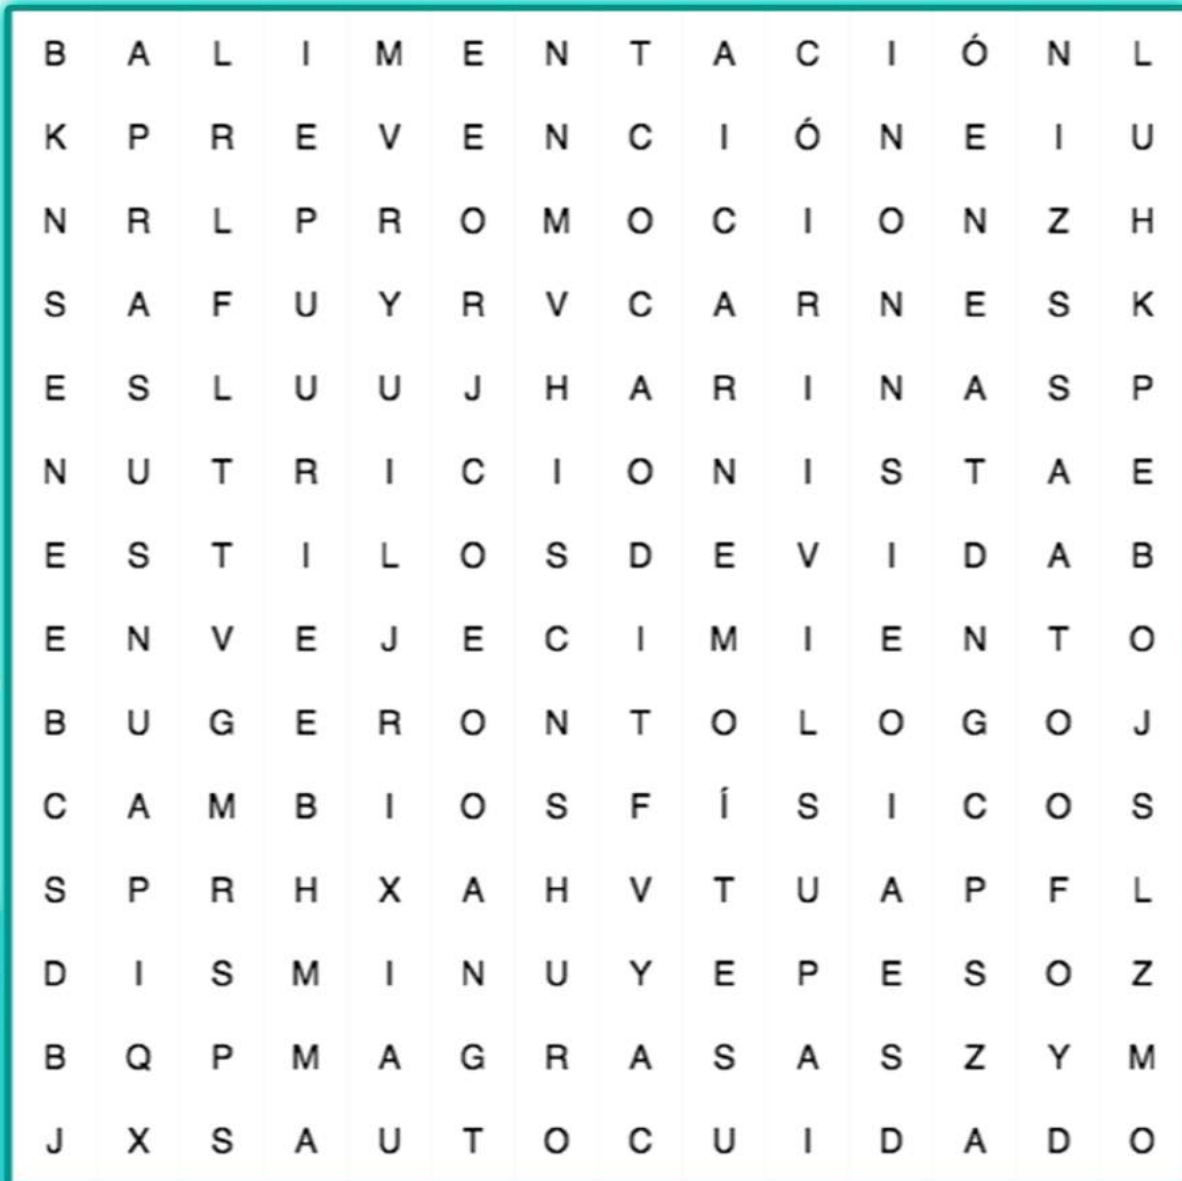 B A L I M E N T A C I Ó N L
K P R E V E N C I Ó N E I U
N R L P R O M O C I O N Z H
S A F U Y R V C A R N E S K
E S L U U J H A R I N A S P
N U T R I C I O N I S T A E
E S T I L O S D E V I D A B
E N V E J E C I M I E N T O
B U G E R O N T O L O G O J
C A M B I O S F Í S I C O S
S P R H X A H V T U A P F L
D I S M I N U Y E P E S O Z
B Q P M A G R A S A S Z Y M
J X S A U T O C U I D A D O